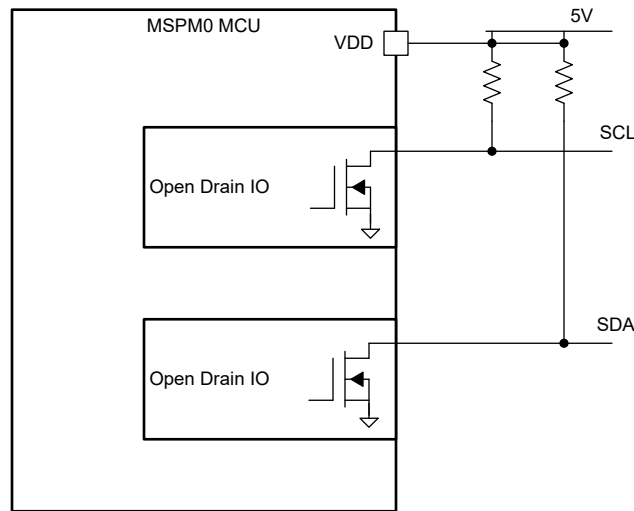 MSPM0 MCU
5V
VDD
SCL
Open Drain IO
SDA
Open Drain IO